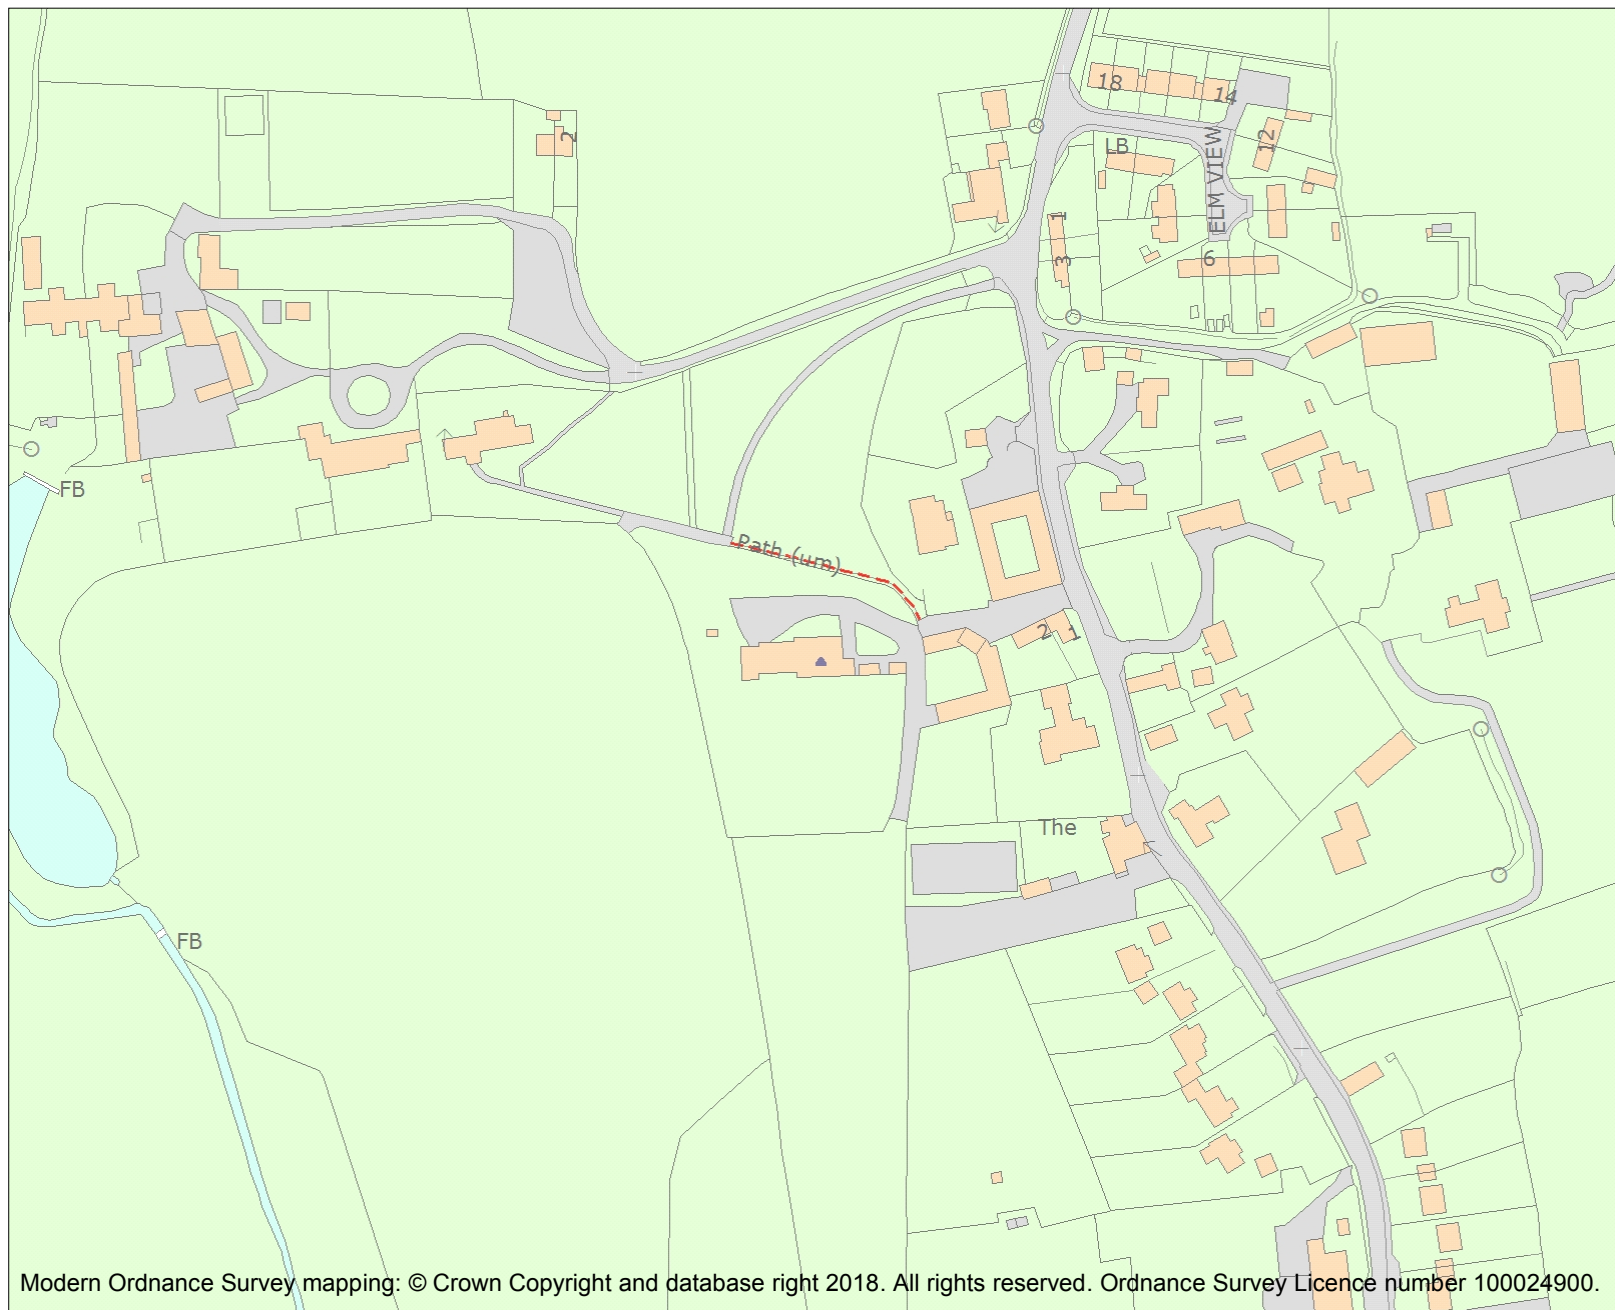 18
14
2
12
LB
ELM VIEW
1
3
6
FB
Path (um)
2
1
The
FB
Modern Ordnance Survey mapping: © Crown Copyright and database right 2018. All rights reserved. Ordnance Survey Licence number 100024900.